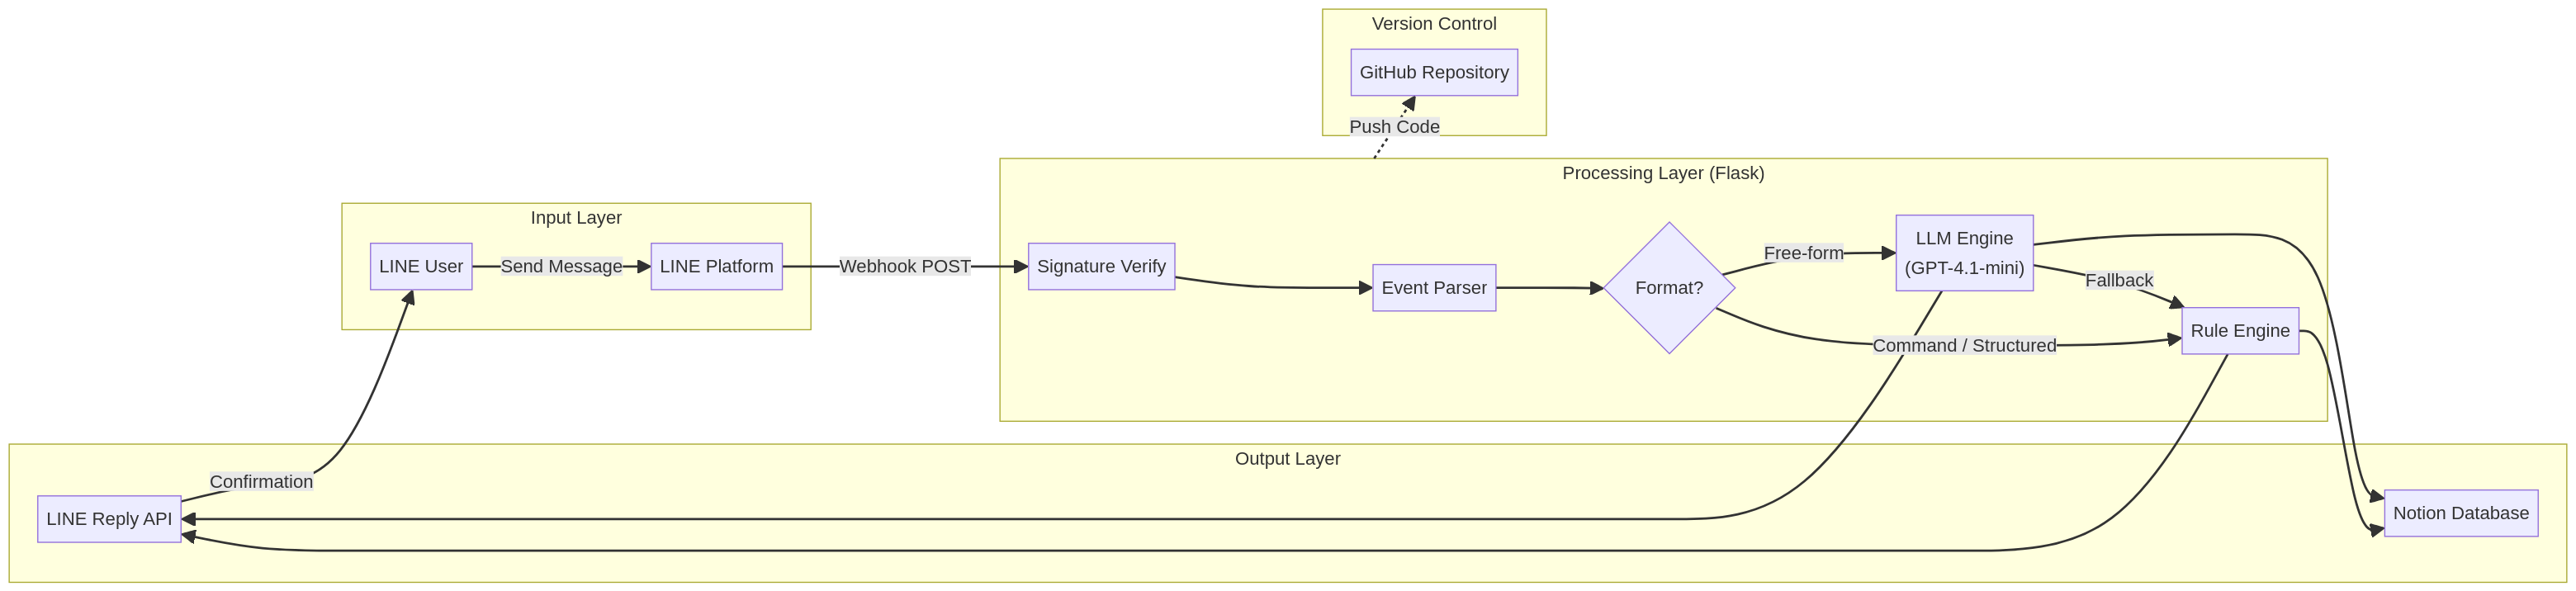 Version Control
GitHub Repository
Push Code
Processing Layer (Flask)
Input Layer
LINE User
Send Message
LINE Platform
Webhook POST
Signature Verify
Event Parser
Format?
Free-form
LLM Engine
(GPT-4.1-mini)
Fallback
Rule Engine
Command / Structured
Output Layer
Confirmation
LINE Reply API
Notion Database